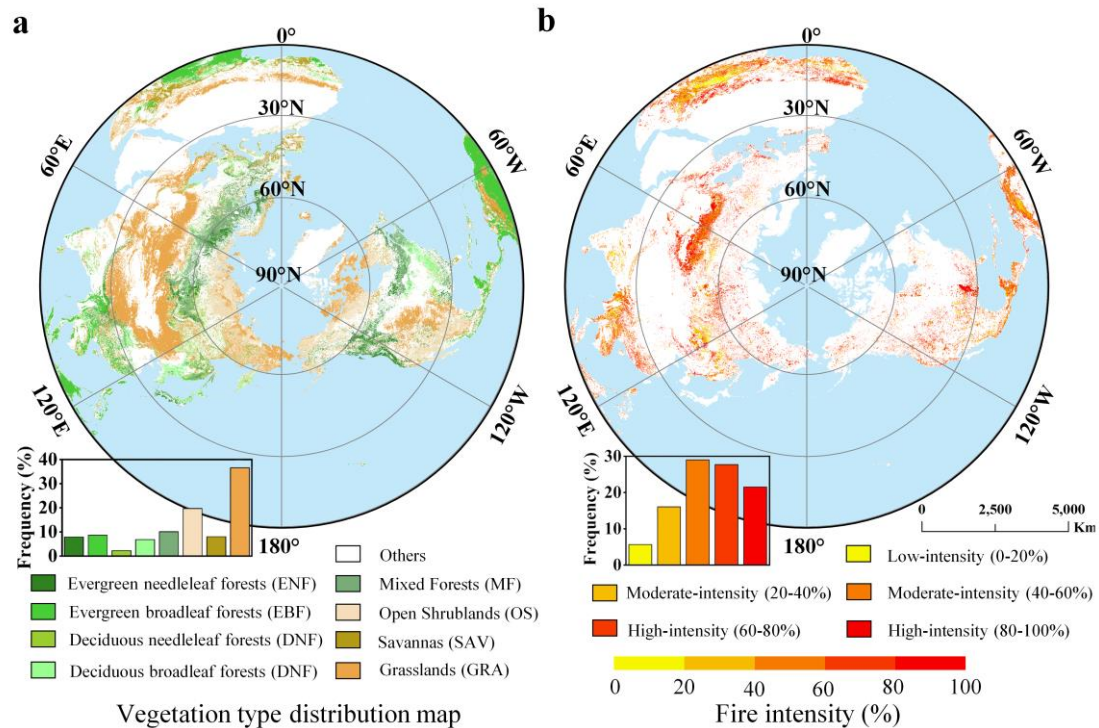 a
0°
30°N
60°N
90°N
60°E
60°W
120°E
120°W
180°
Frequency (%)
40
30
20
10
0
Others
Evergreen needleleaf forests (ENF)
Mixed Forests (MF)
Evergreen broadleaf forests (EBF)
Open Shrublands (OS)
Deciduous needleleaf forests (DNF)
Savannas (SAV)
Deciduous broadleaf forests (DNF)
Grasslands (GRA)
Vegetation type distribution map
b
0°
30°N
60°N
90°N
60°E
60°W
120°E
120°W
180°
Frequency (%)
30
20
10
0
0 2,500 5,000
Km
Low-intensity (0-20%)
Moderate-intensity (20-40%)
Moderate-intensity (40-60%)
High-intensity (60-80%)
High-intensity (80-100%)
0 20 40 60 80 100
Fire intensity (%)